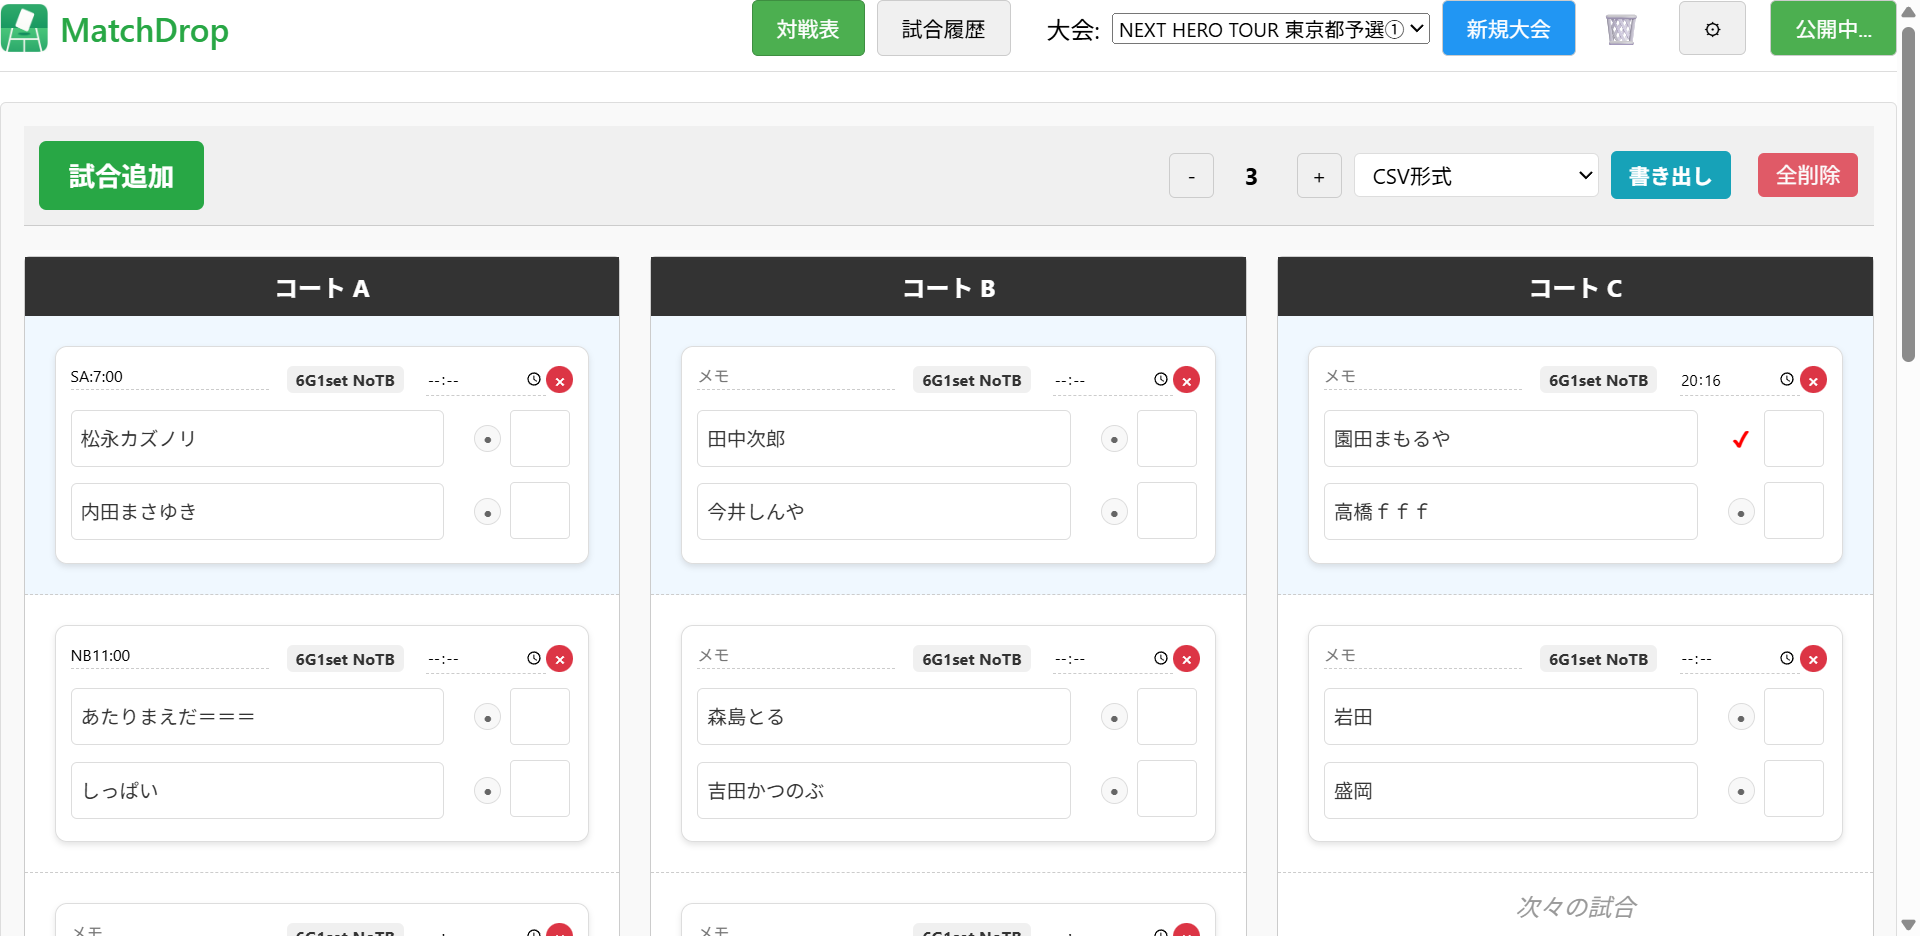 MatchDrop
対戦表
試合履歴
大会:
NEXT HERO TOUR 東京都予選①
新規大会
公開中...
試合追加
-
3
+
CSV形式
書き出し
全削除
コート A
コート B
コート C
SA:7:00
6G1set NoTB
--:--
松永カズノリ
内田まさゆき
メモ
6G1set NoTB
--:--
田中次郎
今井しんや
メモ
6G1set NoTB
20:16
園田まもるや
高橋ｆｆｆ
NB11:00
6G1set NoTB
--:--
あたりまえだ＝＝＝
しっぱい
メモ
6G1set NoTB
--:--
森島とる
吉田かつのぶ
メモ
6G1set NoTB
--:--
岩田
盛岡
メモ
6G1set NoTB
メモ
6G1set NoTB
次々の試合